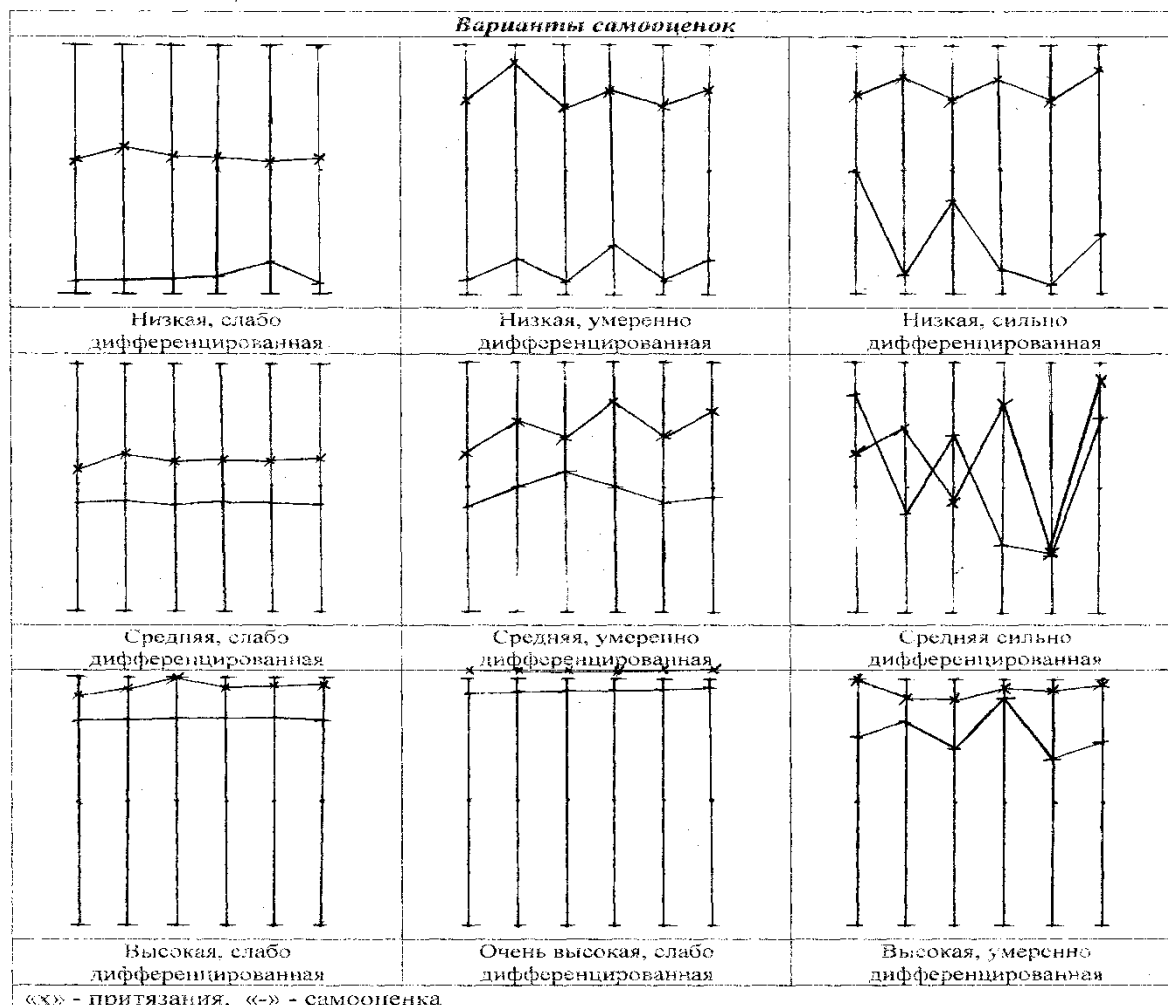 Варианты самооценок
Низкая, слабо
дифференцированная
Низкая, умеренно
дифференцированная
Низкая, сильно
дифференцированная
Средняя, слабо
дифференцированная
Средняя, умеренно
дифференцированная
Средняя сильно
дифференцированная
Высокая, слабо
дифференцированная
Очень высокая, слабо
дифференцированная
Высокая, умеренно
дифференцированная
«х» - притязания, «-» - самооценка